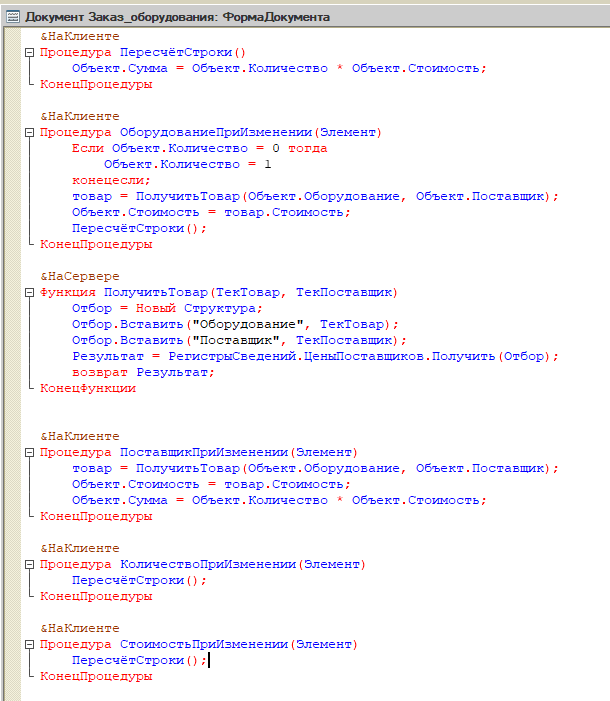 Документ Заказ_оборудования: ФормаДокумента
&НаКлиенте
Процедура ПересчётСтроки()
Объект.Сумма = Объект.Количество * Объект.Стоимость;
КонецПроцедуры
&НаКлиенте
Процедура ОборудованиеПриИзменении(Элемент)
Если Объект.Количество = 0 тогда
Объект.Количество = 1
конецесли;
товар = ПолучитьТовар(Объект.Оборудование, Объект.Поставщик);
Объект.Стоимость = товар.Стоимость;
ПересчётСтроки();
КонецПроцедуры
&НаСервере
Функция ПолучитьТовар(ТекТовар, ТекПоставщик)
Отбор = Новый Структура;
Отбор.Вставить("Оборудование", ТекТовар);
Отбор.Вставить("Поставщик", ТекПоставщик);
Результат = РегистрыСведений.ЦеныПоставщиков.Получить(Отбор);
возврат Результат;
КонецФункции
&НаКлиенте
Процедура ПоставщикПриИзменении(Элемент)
товар = ПолучитьТовар(Объект.Оборудование, Объект.Поставщик);
Объект.Стоимость = товар.Стоимость;
Объект.Сумма = Объект.Количество * Объект.Стоимость;
КонецПроцедуры
&НаКлиенте
Процедура КоличествоПриИзменении(Элемент)
ПересчётСтроки();
КонецПроцедуры
&НаКлиенте
Процедура СтоимостьПриИзменении(Элемент)
ПересчётСтроки();
КонецПроцедуры